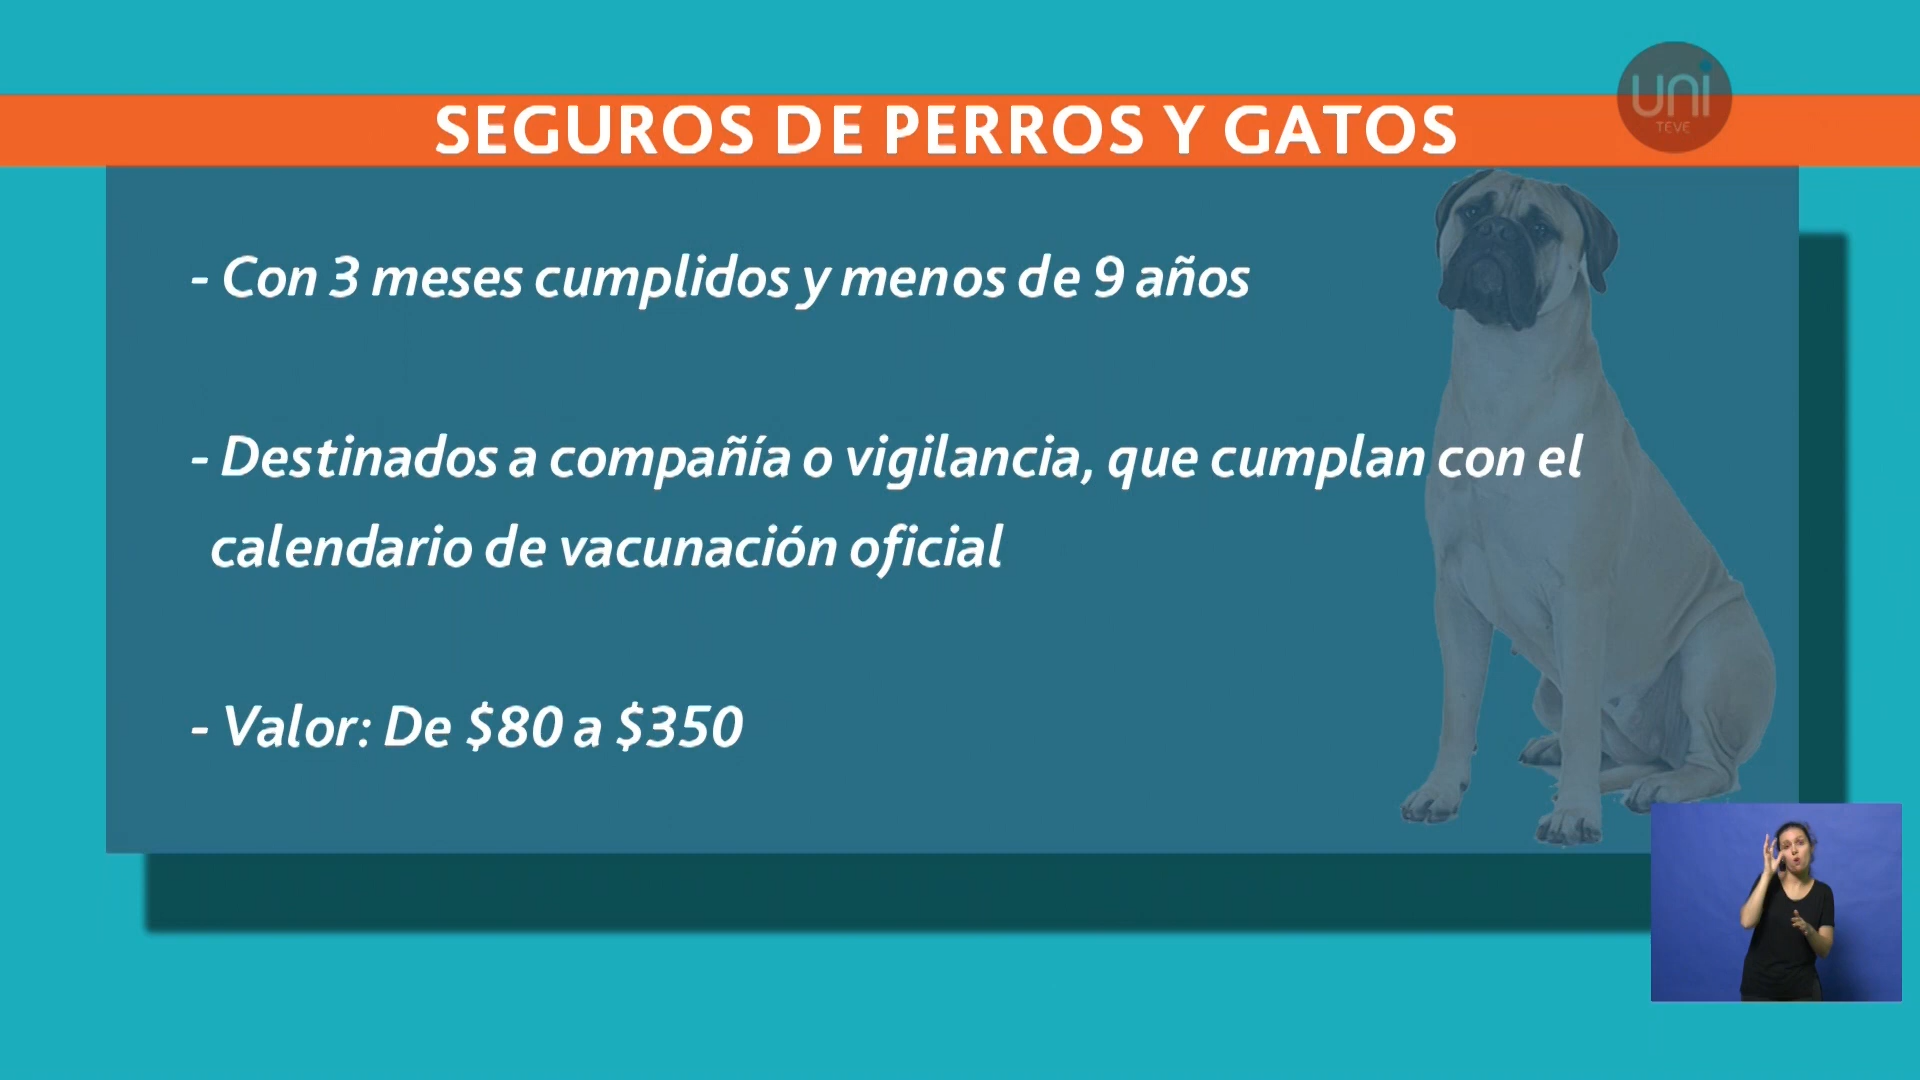 uni
TEVE
SEGUROS DE PERROS Y GATOS
- Con 3 meses cumplidos y menos de 9 años
- Destinados a compañía o vigilancia, que cumplan con el
calendario de vacunación oficial
- Valor: De $80 a $350